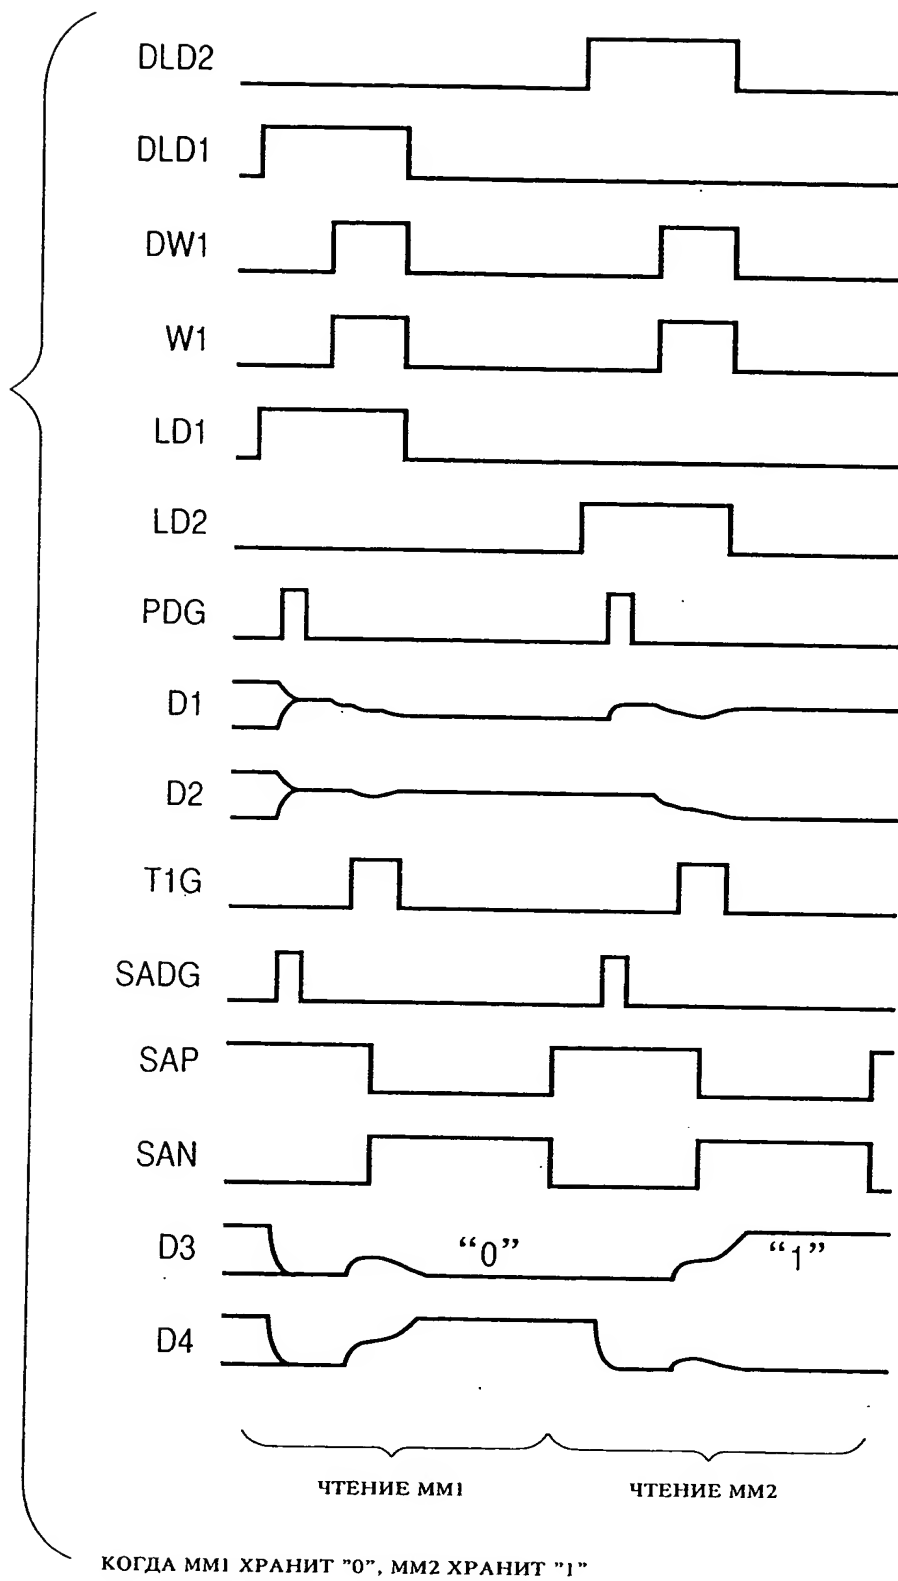 DLD2
DLD1
DW1
W1
LD1
LD2
PDG
D1
D2
T1G
SADG
SAP
SAN
D3 “0” “1”
D4
ЧТЕНИЕ ММ1 ЧТЕНИЕ ММ2
КОГДА ММ1 ХРАНИТ "0", ММ2 ХРАНИТ "1"